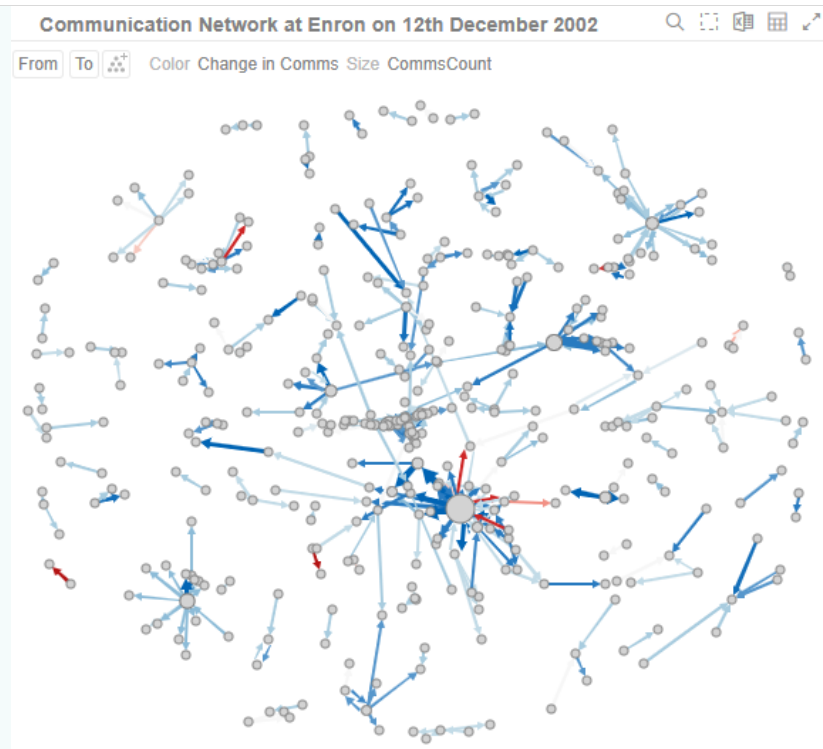 Communication Network at Enron on 12th December 2002
From To Color Change in Comms Size CommsCount